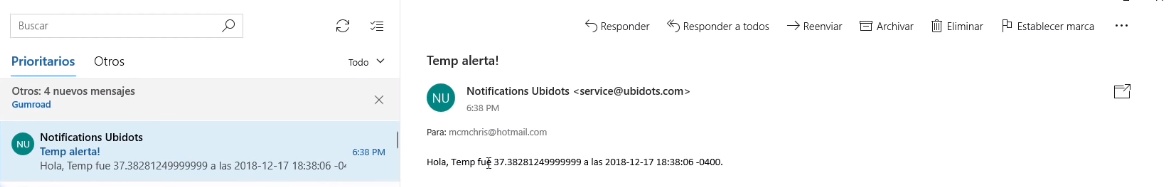 Buscar
Prioritarios Otros Todo
Otros: 4 nuevos mensajes
Gumroad
NU
Notifications Ubidots
Temp alerta! 6:38 PM
Hola, Temp fue 37.38281249999999 a las 2018-12-17 18:38:06 -04
Responder Responder a todos Reenviar Archivar Eliminar Establecer marca
Temp alerta!
NU
Notifications Ubidots <service@ubidots.com>
6:38 PM
Para: mcmchris@hotmail.com
Hola, Temp fue 37.38281249999999 a las 2018-12-17 18:38:06 -0400.